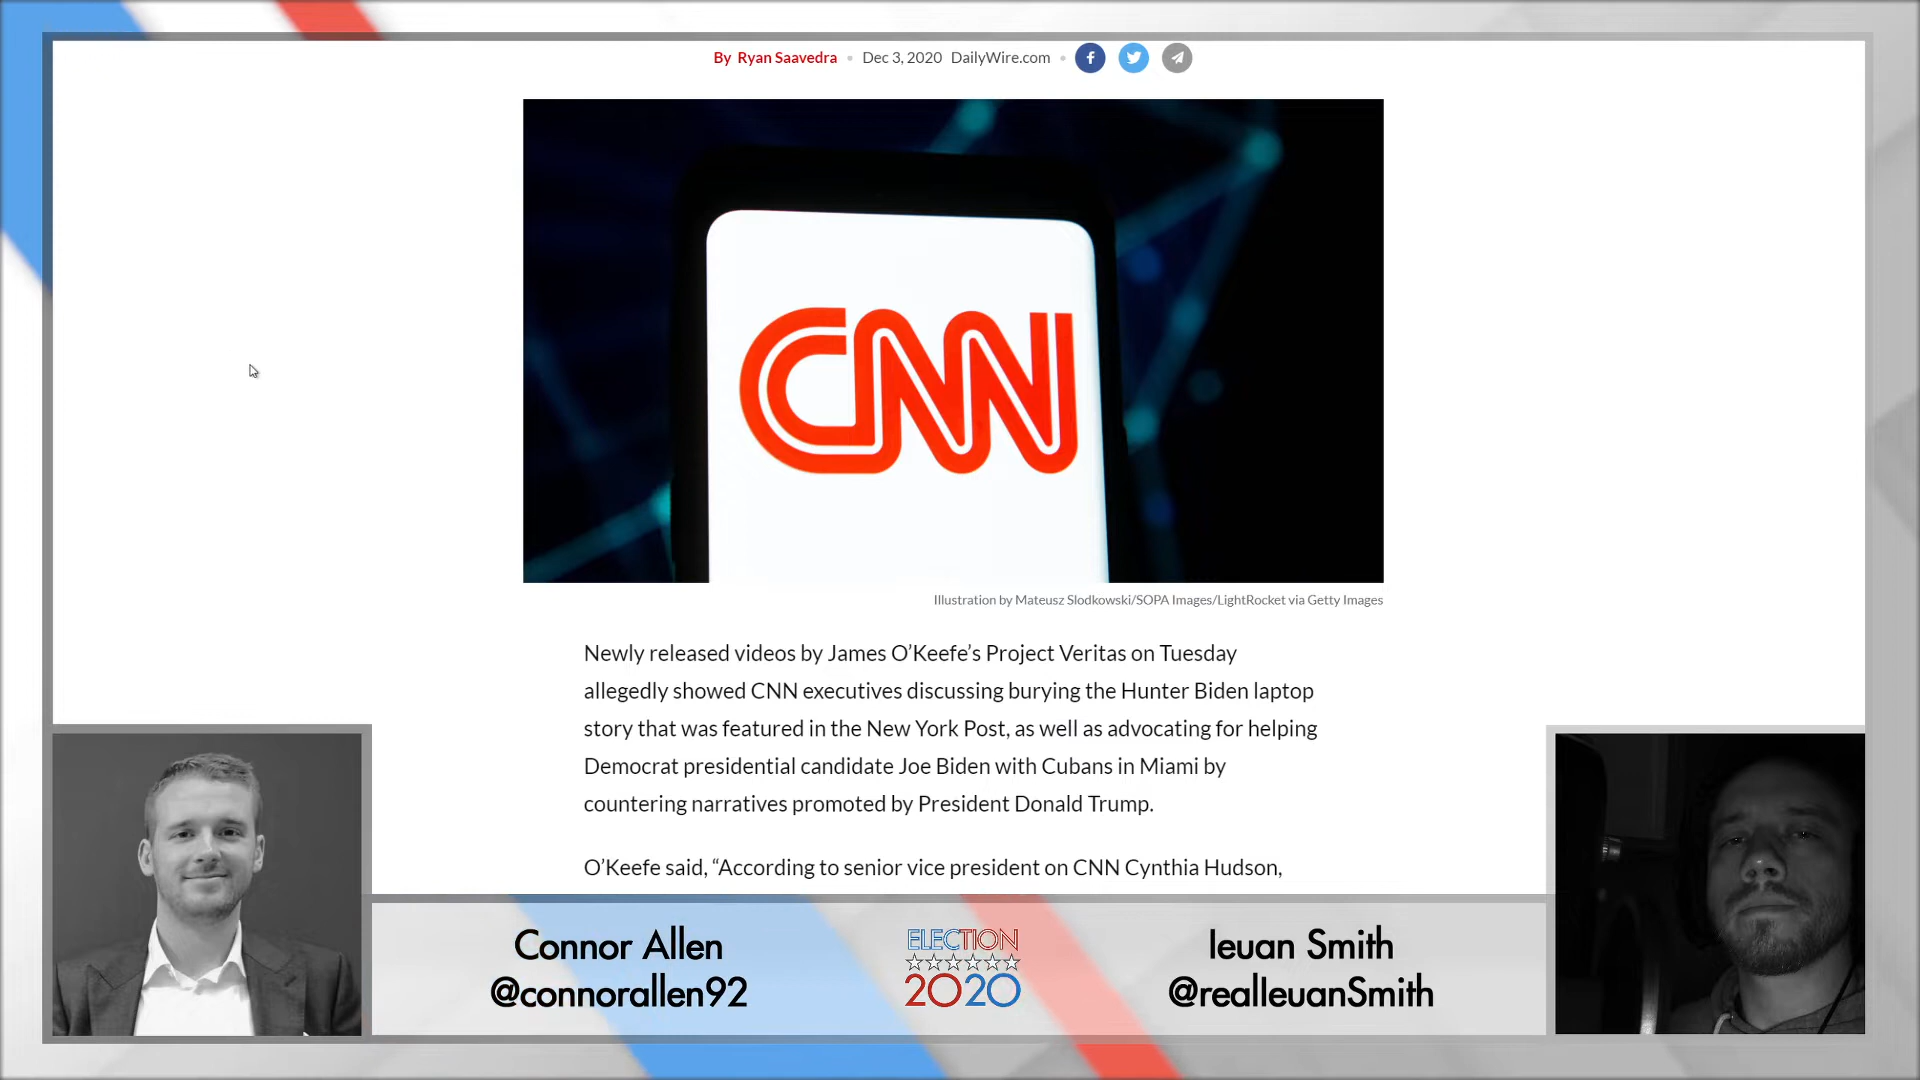 By Ryan Saavedra • Dec 3, 2020 DailyWire.com •
CNN
Illustration by Mateusz Slodkowski/SOPA Images/LightRocket via Getty Images
Newly released videos by James O’Keefe’s Project Veritas on Tuesday
allegedly showed CNN executives discussing burying the Hunter Biden laptop
story that was featured in the New York Post, as well as advocating for helping
Democrat presidential candidate Joe Biden with Cubans in Miami by
countering narratives promoted by President Donald Trump.
O’Keefe said, “According to senior vice president on CNN Cynthia Hudson,
Connor Allen
@connorallen92
ELECTION
2020
Ieuan Smith
@realIeuanSmith